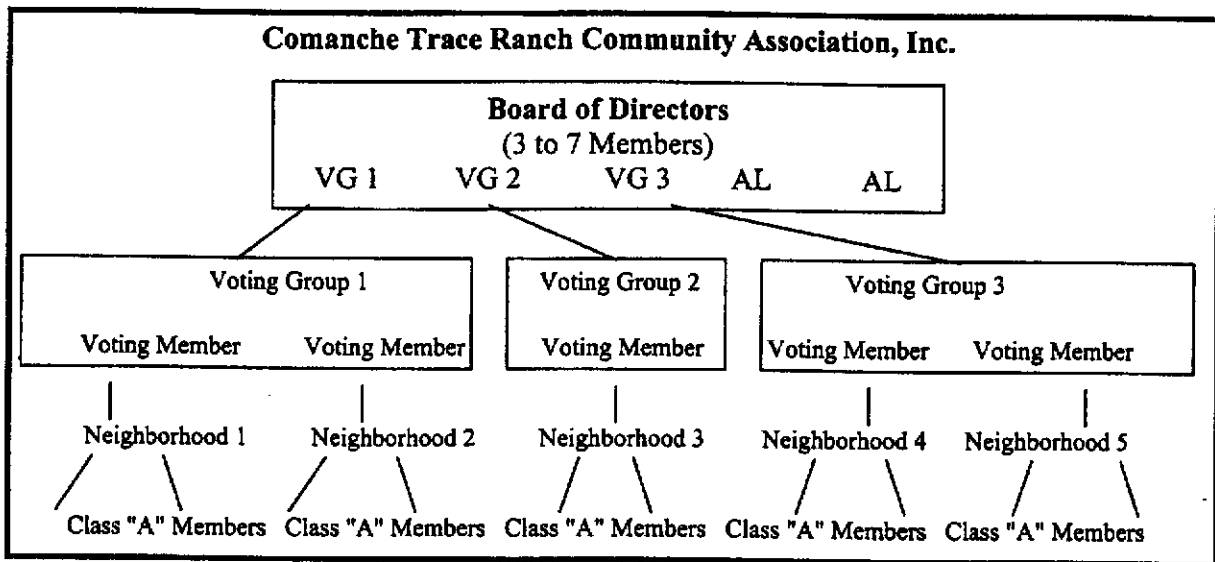 Comanche Trace Ranch Community Association, Inc.
Board of Directors
(3 to 7 Members)
VG 1 VG 2 VG 3 AL AL
Voting Group 1 Voting Group 2 Voting Group 3
Voting Member Voting Member Voting Member Voting Member Voting Member
Neighborhood 1 Neighborhood 2 Neighborhood 3 Neighborhood 4 Neighborhood 5
Class "A" Members Class "A" Members Class "A" Members Class "A" Members Class "A" Members